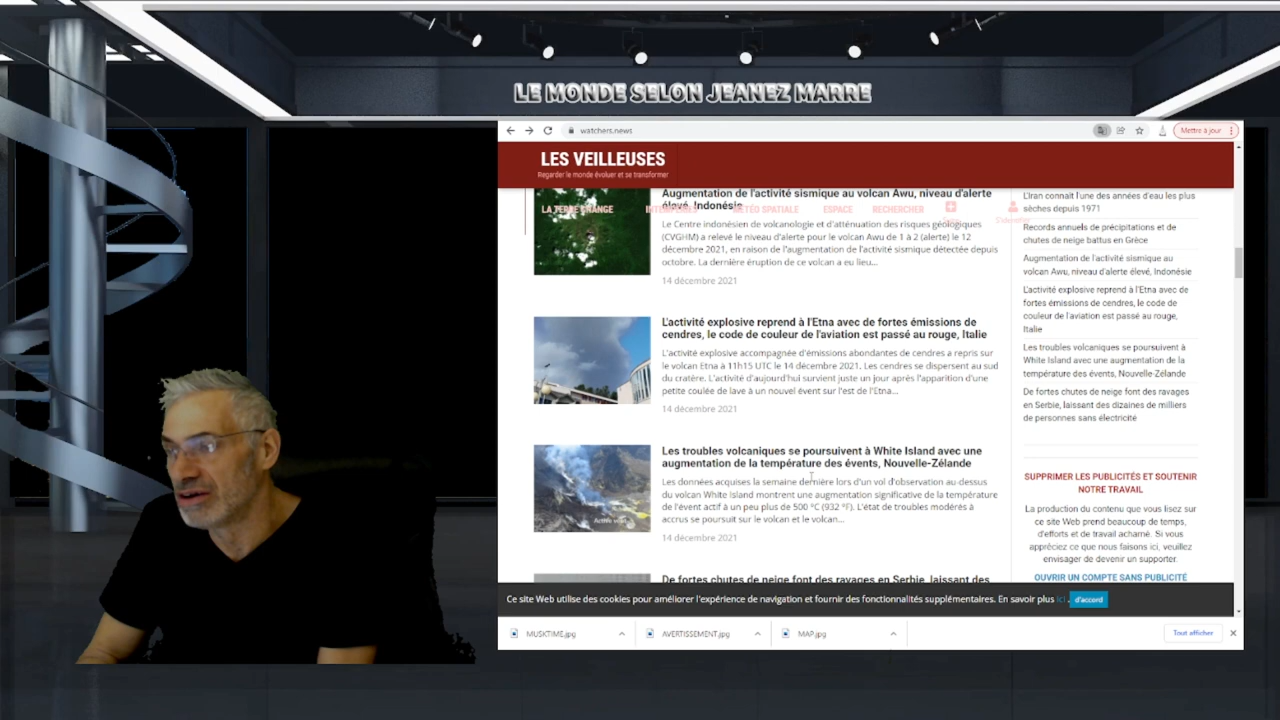 LE MONDE SELON JEANEZ MARRE
watchers.news
Mettre à jour
LES VEILLEUSES
Regarder le monde évoluer et se transformer
Augmentation de l'activité sismique au volcan Awu, niveau d'alerte
élevé, Indonésie
LA TERRE CHANGE
MÉTÉO SPATIALE
ESPACE
RECHERCHER
Le Centre indonésien de volcanologie et d'atténuation des risques géologiques
(CVGHM) a relevé le niveau d'alerte pour le volcan Awu de 1 à 2 (alerte) le 12
décembre 2021, en raison de l'augmentation de l'activité sismique détectée depuis
octobre. La dernière éruption de ce volcan a eu lieu...
14 décembre 2021
L'activité explosive reprend à l'Etna avec de fortes émissions de
cendres, le code de couleur de l'aviation est passé au rouge, Italie
L'activité explosive accompagnée d'émissions abondantes de cendres a repris sur
le volcan Etna à 11h15 UTC le 14 décembre 2021. Les cendres se dispersent au sud
du cratère. L'activité d'aujourd'hui survient juste un jour après l'apparition d'une
petite coulée de lave à un nouvel évent sur l'est de l'Etna...
14 décembre 2021
Les troubles volcaniques se poursuivent à White Island avec une
augmentation de la température des évents, Nouvelle-Zélande
Les données acquises la semaine dernière lors d'un vol d'observation au-dessus
du volcan White Island montrent une augmentation significative de la température
de l'évent actif à un peu plus de 500 °C (932 °F). L'état de troubles modérés à
accrus se poursuit sur le volcan et le volcan...
14 décembre 2021
De fortes chutes de neige font des ravages en Serbie, laissant des
L'Iran connaît l'une des années d'eau les plus
sèches depuis 1971
Records annuels de précipitations et de
chutes de neige battus en Grèce
Augmentation de l'activité sismique au
volcan Awu, niveau d'alerte élevé, Indonésie
L'activité explosive reprend à l'Etna avec de
fortes émissions de cendres, le code de
couleur de l'aviation est passé au rouge,
Italie
Les troubles volcaniques se poursuivent à
White Island avec une augmentation de la
température des évents, Nouvelle-Zélande
De fortes chutes de neige font des ravages
en Serbie, laissant des dizaines de milliers
de personnes sans électricité
SUPPRIMER LES PUBLICITÉS ET SOUTENIR
NOTRE TRAVAIL
La production du contenu que vous lisez sur
ce site Web prend beaucoup de temps,
d'efforts et de travail acharné. Si vous
appréciez ce que nous faisons ici, veuillez
envisager de devenir un supporter.
OUVRIR UN COMPTE SANS PUBLICITÉ
Ce site Web utilise des cookies pour améliorer l'expérience de navigation et fournir des fonctionnalités supplémentaires. En savoir plus ici . d'accord
MUSKTIME.jpg
AVERTISSEMENT.jpg
MAP.jpg
Tout afficher